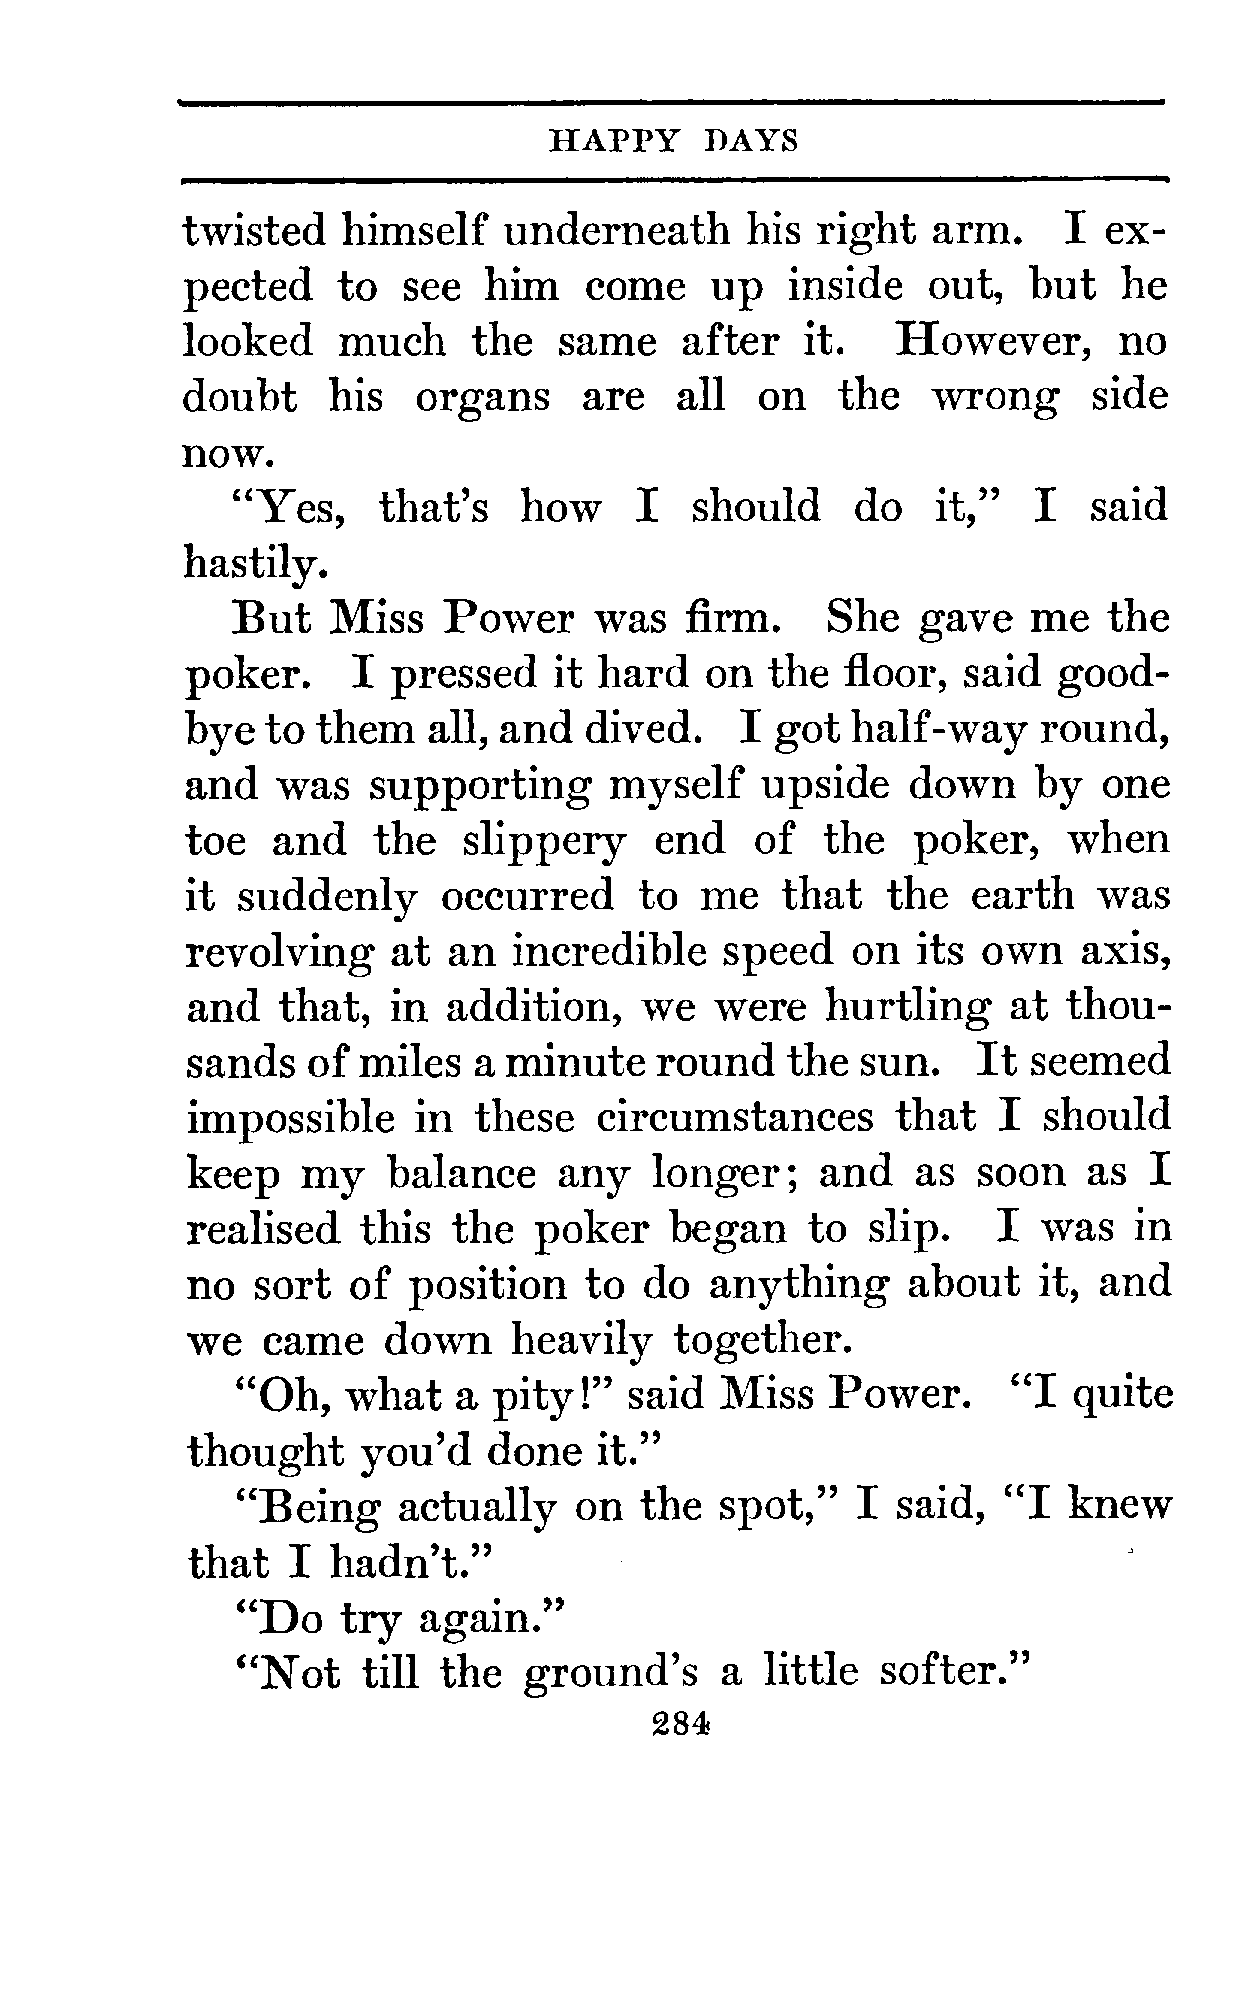 HAPPY DAYS
twisted himself underneath his right arm. I ex-
pected to see him come up inside out, but he
looked much the same after it. However, no
doubt his organs are all on the wrong side
now.
"Yes, that's how I should do it," I said
hastily.
But Miss Power was firm. She gave me the
poker. I pressed it hard on the floor, said good-
bye to them all, and dived. I got half-way round,
and was supporting myself upside down by one
toe and the slippery end of the poker, when
it suddenly occurred to me that the earth was
revolving at an incredible speed on its own axis,
and that, in addition, we were hurtling at thou-
sands of miles a minute round the sun. It seemed
impossible in these circumstances that I should
keep my balance any longer; and as soon as I
realised this the poker began to slip. I was in
no sort of position to do anything about it, and
we came down heavily together.
"Oh, what a pity!" said Miss Power. "I quite
thought you'd done it."
"Being actually on the spot," I said, "I knew
that I hadn't."
"Do try again."
"Not till the ground's a little softer."
284